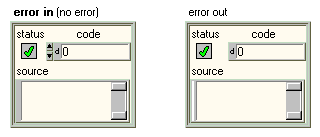 error in (no error) error out
status code status code
d 0 d 0
source source